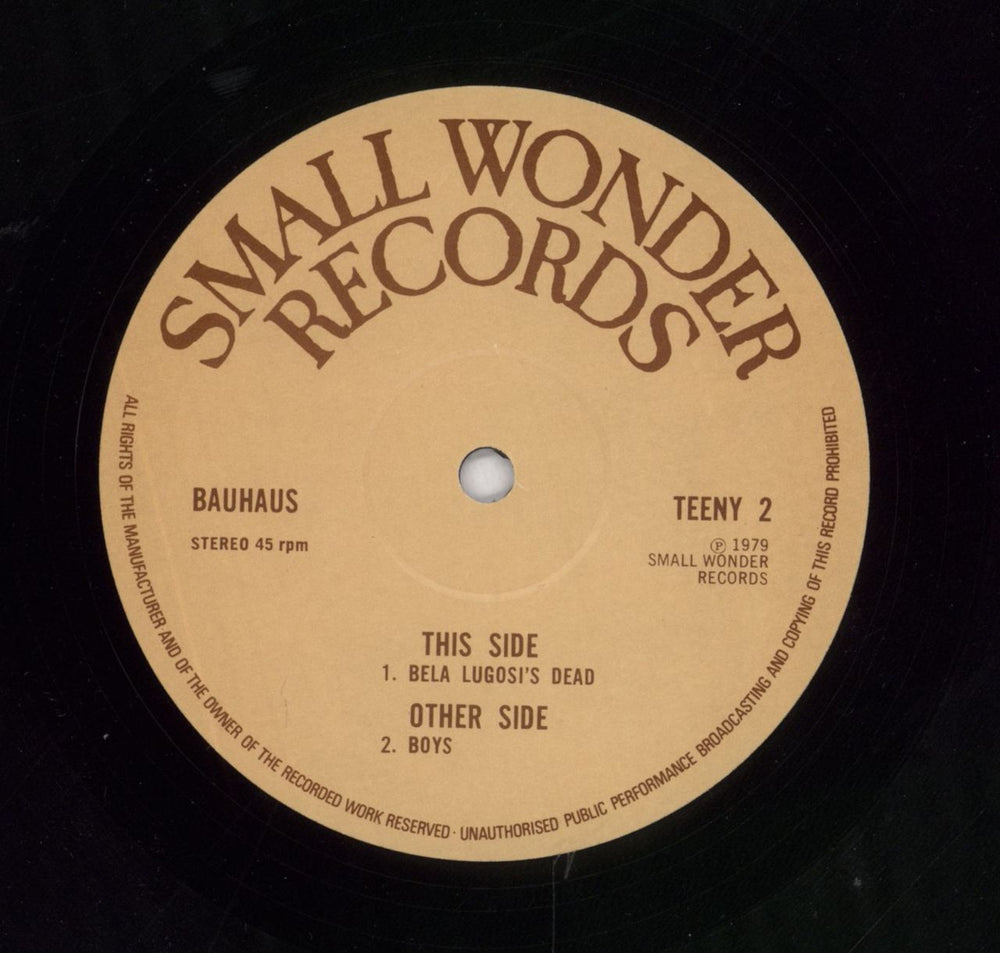 SMALL WONDER
RECORDS
BAUHAUS
STEREO 45 rpm
TEENY 2
℗ 1979
SMALL WONDER
RECORDS
THIS SIDE
1. BELA LUGOSI'S DEAD
OTHER SIDE
2. BOYS
ALL RIGHTS OF THE MANUFACTURER AND OF THE OWNER OF THE RECORDED WORK RESERVED · UNAUTHORISED PUBLIC PERFORMANCE BROADCASTING AND COPYING OF THIS RECORD PROHIBITED